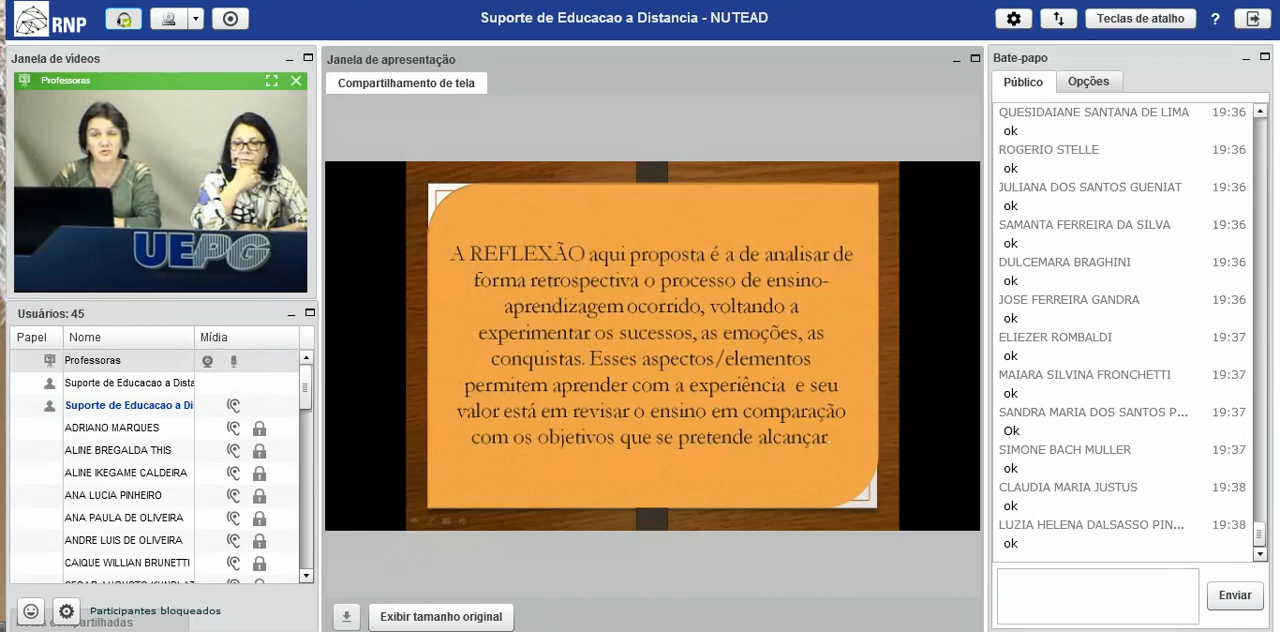 RNP
Suporte de Educacao a Distancia - NUTEAD
Teclas de atalho
?
Janela de vídeos
Professoras
UEPG
Usuários: 45
Papel Nome Mídia
Professoras
Suporte de Educacao a Dista
Suporte de Educacao a Di
ADRIANO MARQUES
ALINE BREGALDA THIS
ALINE IKEGAME CALDEIRA
ANA LUCIA PINHEIRO
ANA PAULA DE OLIVEIRA
ANDRE LUIS DE OLIVEIRA
CAIQUE WILLIAN BRUNETTI
Participantes bloqueados
Notas compartilhadas
Janela de apresentação
Compartilhamento de tela
A REFLEXÃO aqui proposta é a de analisar de
forma retrospectiva o processo de ensino-
aprendizagem ocorrido, voltando a
experimentar os sucessos, as emoções, as
conquistas. Esses aspectos/elementos
permitem aprender com a experiência e seu
valor está em revisar o ensino em comparação
com os objetivos que se pretende alcançar.
Exibir tamanho original
Bate-papo
Público Opções
QUESIDAIANE SANTANA DE LIMA 19:36
ok
ROGERIO STELLE 19:36
ok
JULIANA DOS SANTOS GUENIAT 19:36
ok
SAMANTA FERREIRA DA SILVA 19:36
ok
DULCEMARA BRAGHINI 19:36
ok
JOSE FERREIRA GANDRA 19:36
ok
ELIEZER ROMBALDI 19:37
ok
MAIARA SILVINA FRONCHETTI 19:37
ok
SANDRA MARIA DOS SANTOS P... 19:37
Ok
SIMONE BACH MULLER 19:37
ok
CLAUDIA MARIA JUSTUS 19:38
ok
LUZIA HELENA DALSASSO PIN... 19:38
ok
Enviar